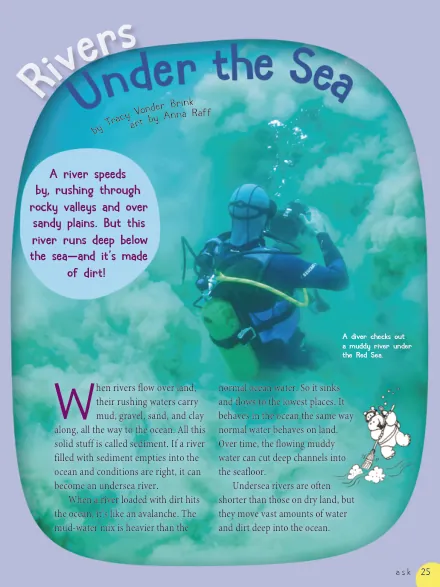 Rivers
Under the Sea
by Tracy Vonder Brink
art by Anna Raff
A river speeds
by, rushing through
rocky valleys and over
sandy plains. But this
river runs deep below
the sea—and it's made
of dirt!
A diver checks out
a muddy river under
the Red Sea.
When rivers flow over land,
their rushing waters carry
mud, gravel, sand, and clay
along, all the way to the ocean. All this
solid stuff is called sediment. If a river
filled with sediment empties into the
ocean and conditions are right, it can
become an undersea river.
When a river loaded with dirt hits
the ocean, it's like an avalanche. The
mud-water mix is heavier than the
normal ocean water. So it sinks
and flows to the lowest places. It
behaves in the ocean the same way
normal water behaves on land.
Over time, the flowing muddy
water can cut deep channels into
the seafloor.
Undersea rivers are often
shorter than those on dry land, but
they move vast amounts of water
and dirt deep into the ocean.
ask 25